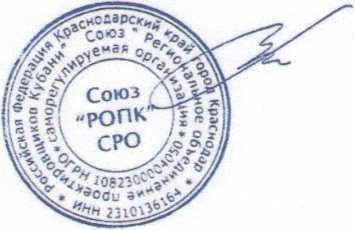 Российская Федерация Краснодарский край город Краснодар
* ИНН 2310136164 *
Союз "Региональное объединение проектировщиков Кубани"
*саморегулируемая организация*
ОГРН 1082300004050
Союз
"РОПК"
СРО